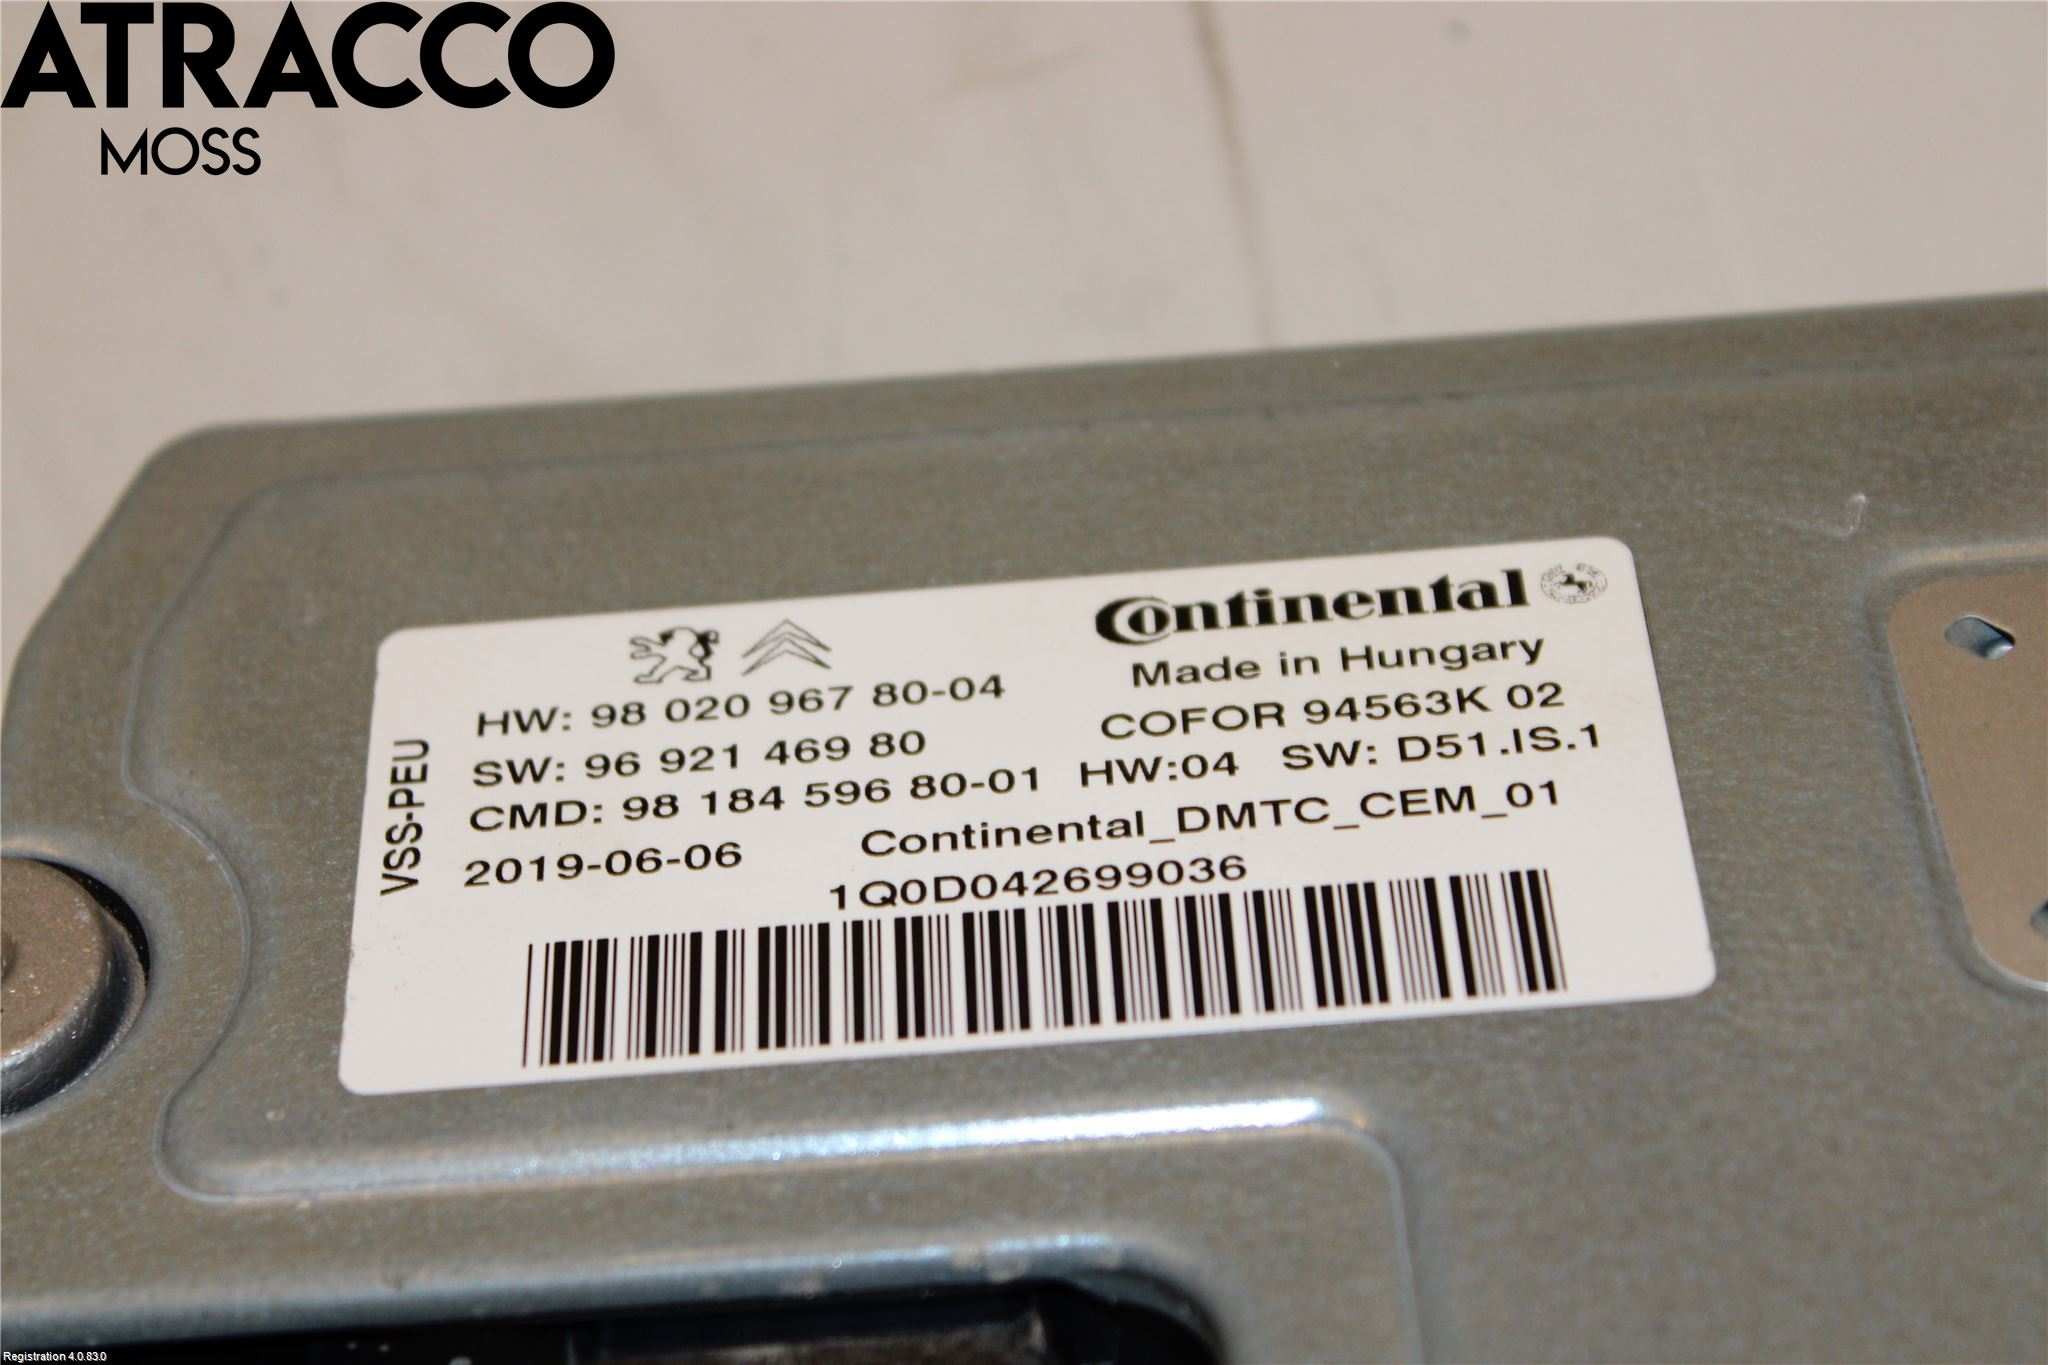 ATRACCO
MOSS
Continental
Made in Hungary
HW: 98 020 967 80-04
COFOR 94563K 02
SW: 96 921 469 80
HW:04 SW: D51.IS.1
CMD: 98 184 596 80-01
Continental_DMTC_CEM_01
2019-06-06
1Q0D042699036
VSS-PEU
Registration 4.0.83.0